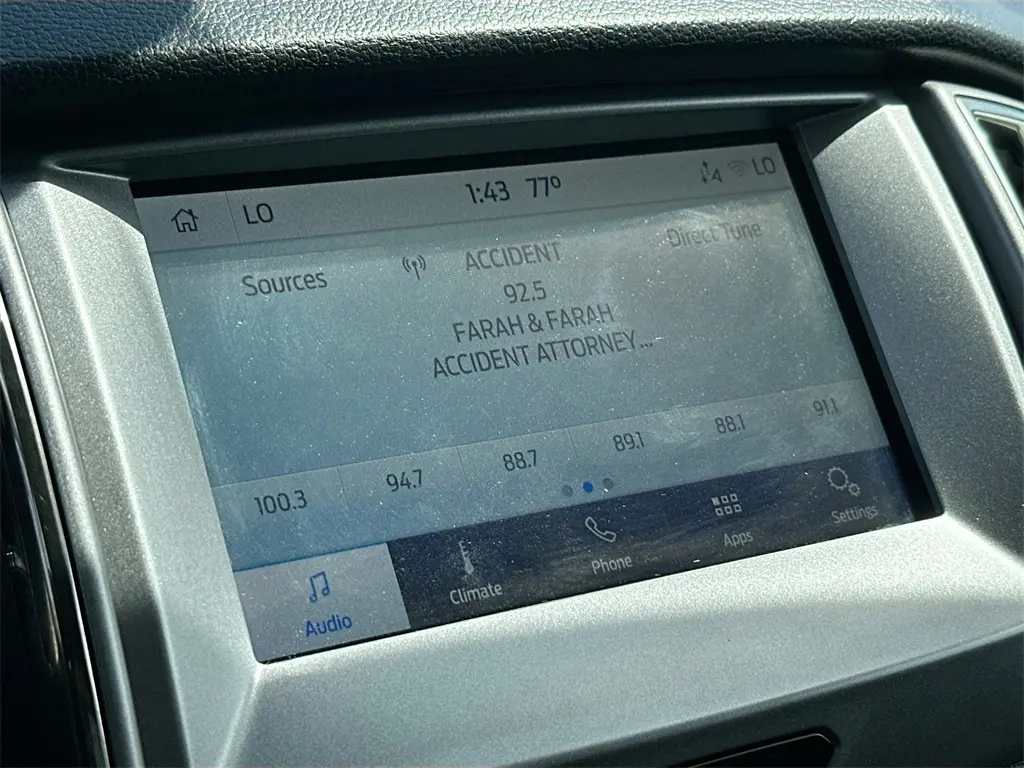 LO 1:43 77° 4 LO
Sources ACCIDENT Direct Tune
92.5
FARAH & FARAH
ACCIDENT ATTORNEY...
100.3 94.7 88.7 89.1 88.1 91.1
Audio Climate Phone Apps Settings